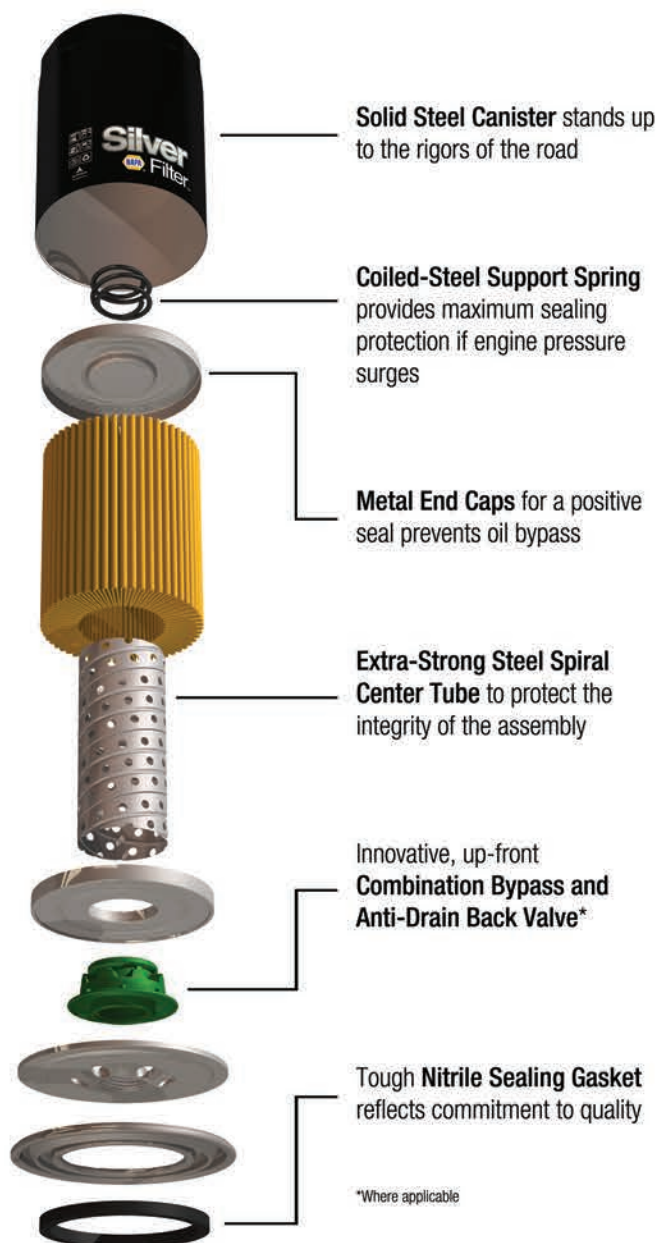 Silver
NAPA
Filter
Solid Steel Canister stands up
to the rigors of the road
Coiled-Steel Support Spring
provides maximum sealing
protection if engine pressure
surges
Metal End Caps for a positive
seal prevents oil bypass
Extra-Strong Steel Spiral
Center Tube to protect the
integrity of the assembly
Innovative, up-front
Combination Bypass and
Anti-Drain Back Valve*
Tough Nitrile Sealing Gasket
reflects commitment to quality
*Where applicable